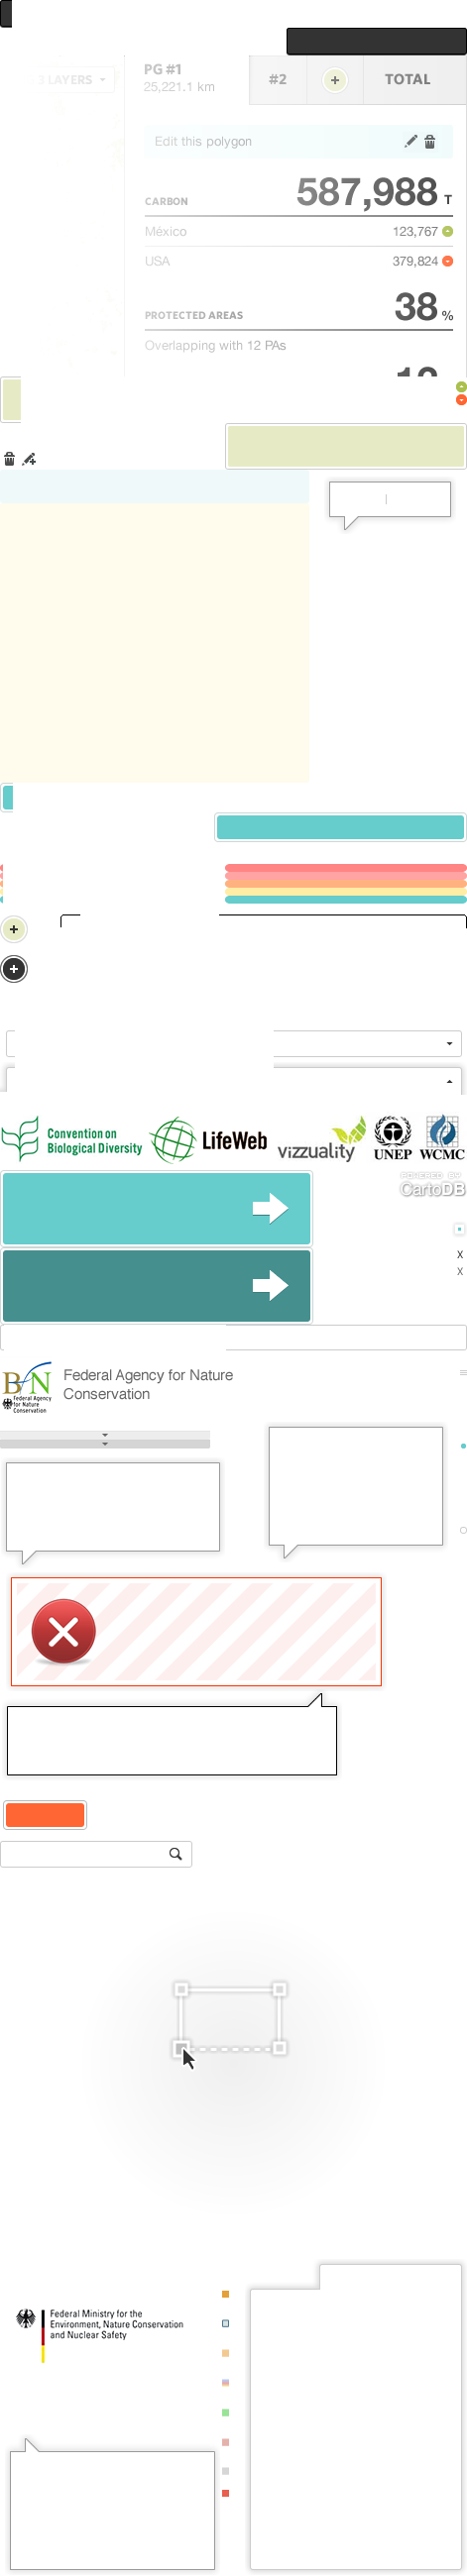 LAYERS
PG #1
25,221.1 km
#2
TOTAL
Edit this polygon
CARBON
587,988 T
México
123,767
USA
379,824
PROTECTED AREAS
38 %
Overlapping with 12 PAs
Convention on
Biological Diversity
LifeWeb
vizzuality
UNEP
WCMC
POWERED BY
CartoDB
X
X
BfN
Federal Agency
for Nature
Conservation
Federal Agency for Nature
Conservation
Federal Ministry for the
Environment, Nature Conservation
and Nuclear Safety